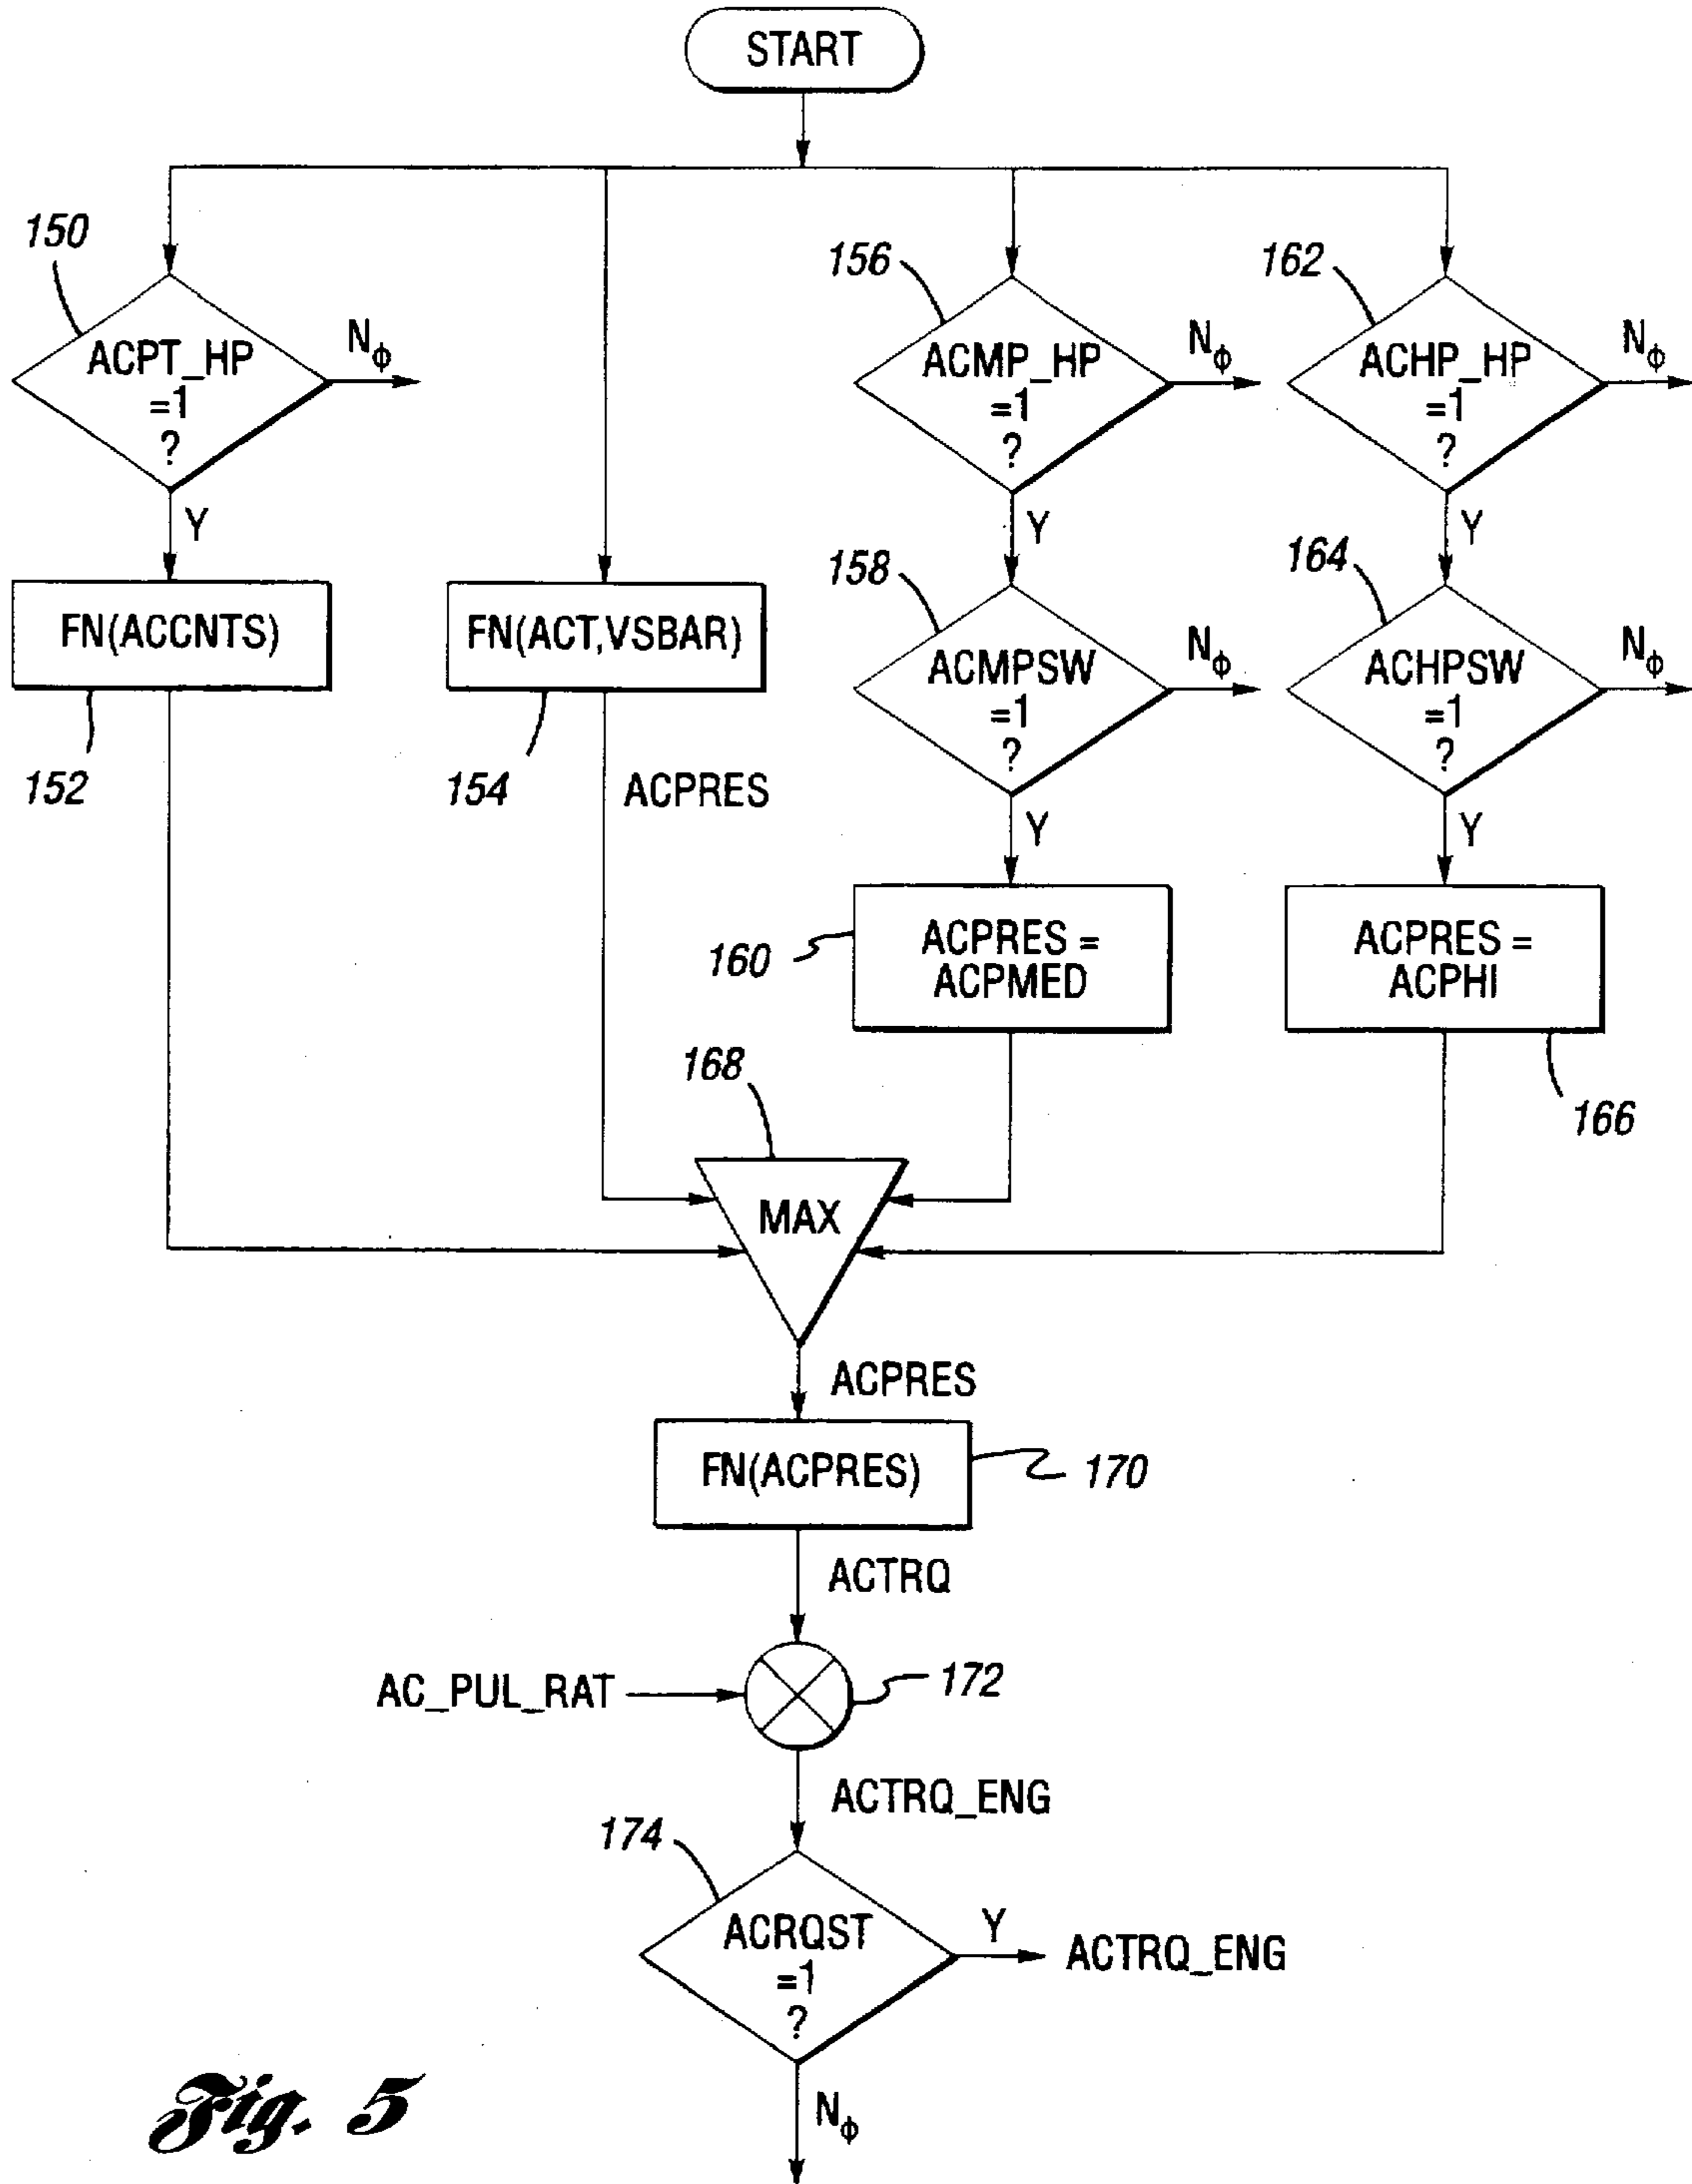 START
150
156
162
ACPT_HP
=1
?
Nϕ
ACMP_HP
=1
?
Nϕ
ACHP_HP
=1
?
Nϕ
Y
Y
Y
158
164
FN(ACCNTS)
FN(ACT,VSBAR)
ACMPSW
=1
?
Nϕ
ACHPSW
=1
?
Nϕ
152
154
ACPRES
Y
Y
160
ACPRES =
ACPMED
ACPRES =
ACPHI
168
166
MAX
ACPRES
FN(ACPRES)
170
ACTRQ
AC_PUL_RAT
172
ACTRQ_ENG
174
ACRQST
=1
?
Y
ACTRQ_ENG
Nϕ
Fig. 5